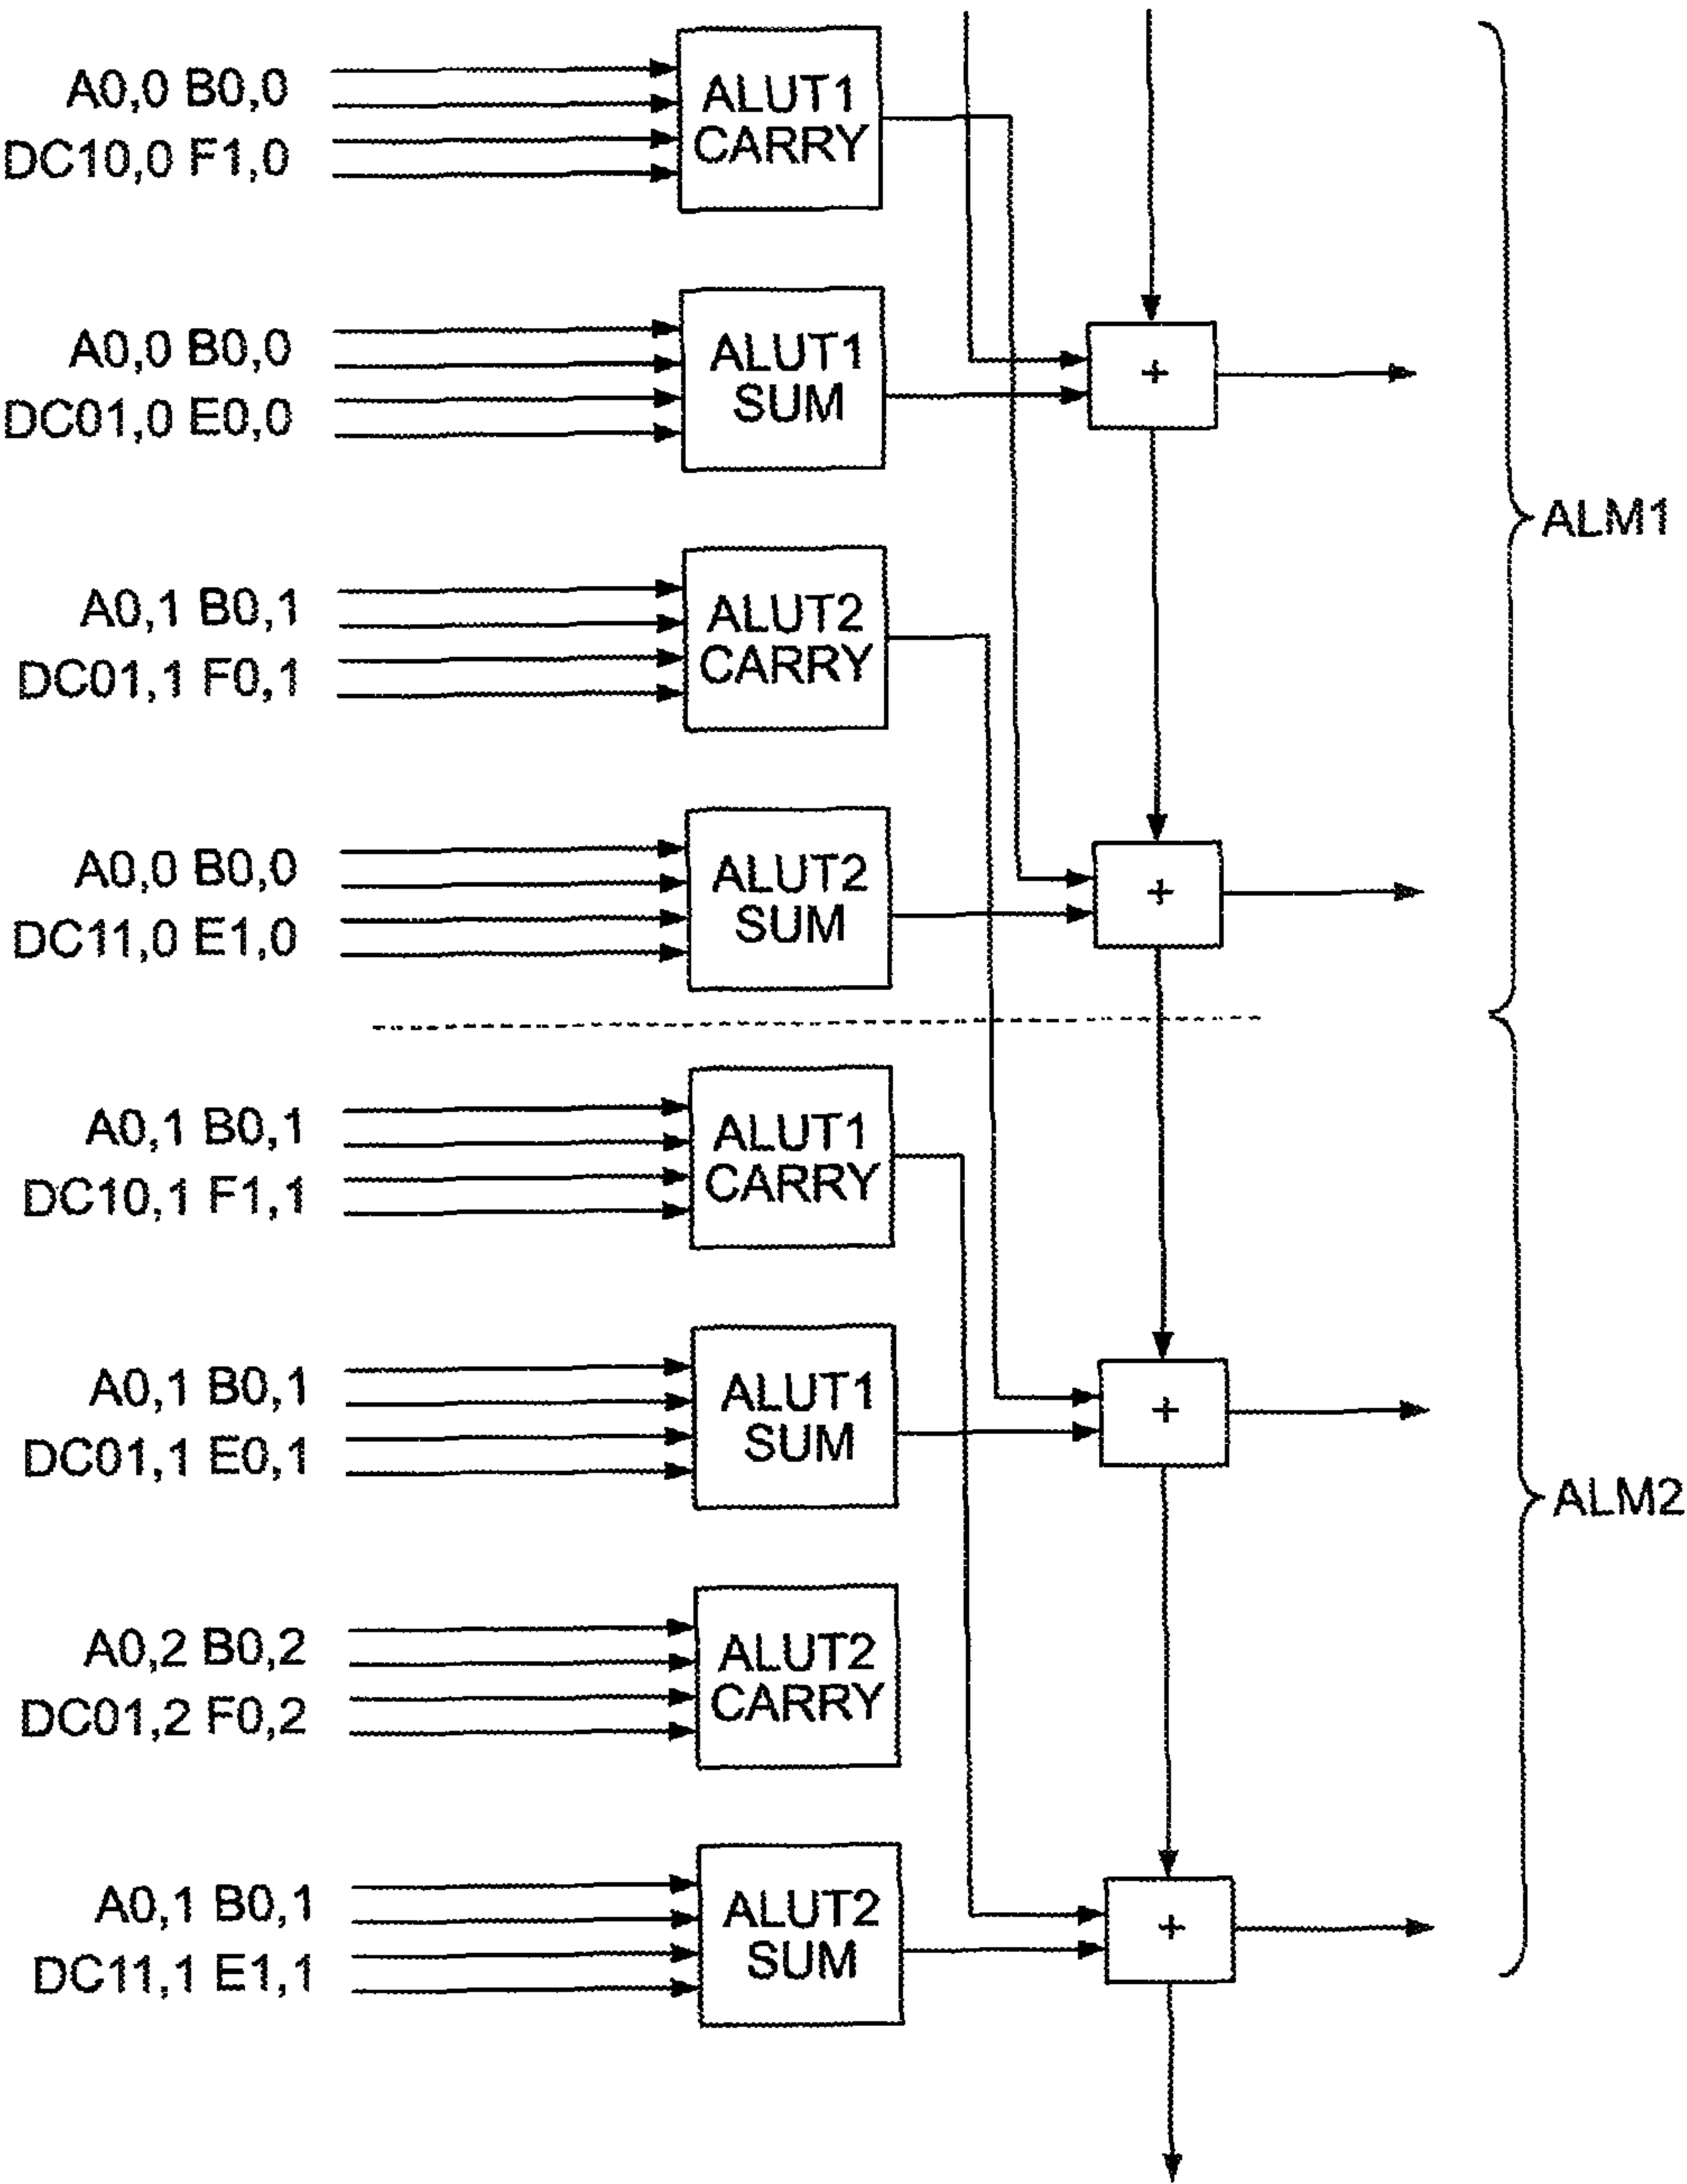 A0,0 B0,0
DC10,0 F1,0
ALUT1
CARRY
A0,0 B0,0
DC01,0 E0,0
ALUT1
SUM
+
A0,1 B0,1
DC01,1 F0,1
ALUT2
CARRY
ALM1
A0,0 B0,0
DC11,0 E1,0
ALUT2
SUM
+
A0,1 B0,1
DC10,1 F1,1
ALUT1
CARRY
A0,1 B0,1
DC01,1 E0,1
ALUT1
SUM
+
ALM2
A0,2 B0,2
DC01,2 F0,2
ALUT2
CARRY
A0,1 B0,1
DC11,1 E1,1
ALUT2
SUM
+